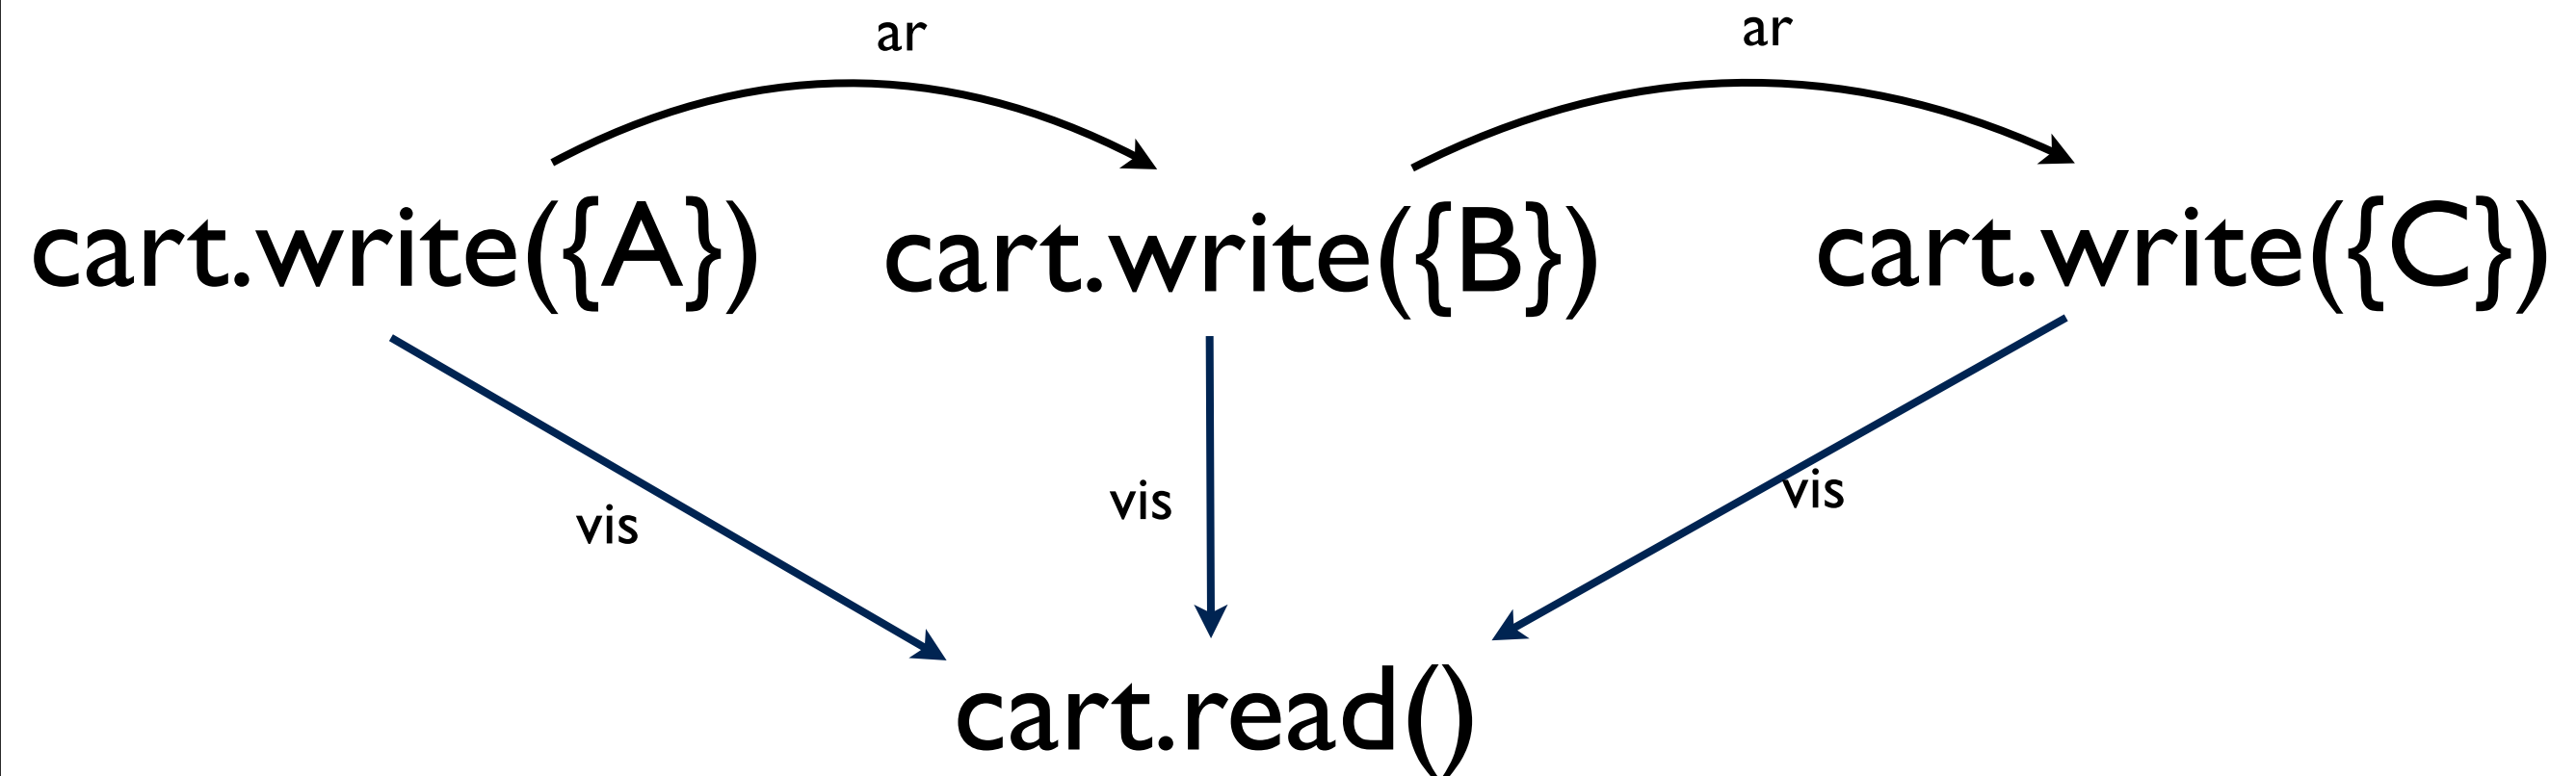 ar
ar
cart.write({A})
cart.write({B})
cart.write({C})
vis
vis
vis
cart.read()